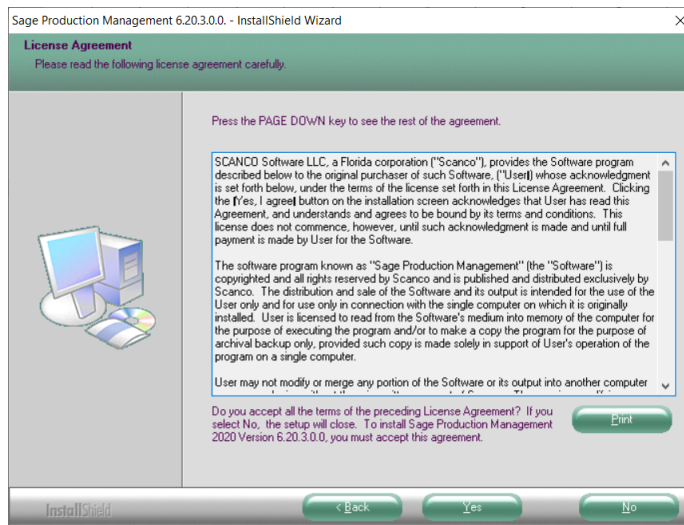 Sage Production Management 6.20.3.0.0. - InstallShield Wizard
License Agreement
Please read the following license agreement carefully.
Press the PAGE DOWN key to see the rest of the agreement.
SCANCO Software LLC, a Florida corporation ("Scanco"), provides the Software program
described below to the original purchaser of such Software, ("User‖) whose acknowledgment
is set forth below, under the terms of the license set forth in this License Agreement. Clicking
the ‖Yes, I agree‖ button on the installation screen acknowledges that User has read this
Agreement, and understands and agrees to be bound by its terms and conditions. This
license does not commence, however, until such acknowledgment is made and until full
payment is made by User for the Software.
The software program known as "Sage Production Management" (the "Software") is
copyrighted and all rights reserved by Scanco and is published and distributed exclusively by
Scanco. The distribution and sale of the Software and its output is intended for the use of the
User only and for use only in connection with the single computer on which it is originally
installed. User is licensed to read from the Software's medium into memory of the computer for
the purpose of executing the program and/or to make a copy the program for the purpose of
archival backup only, provided such copy is made solely in support of User's operation of the
program on a single computer.
User may not modify or merge any portion of the Software or its output into another computer
Do you accept all the terms of the preceding License Agreement? If you
select No, the setup will close. To install Sage Production Management
2020 Version 6.20.3.0.0, you must accept this agreement.
Print
InstallShield
< Back
Yes
No